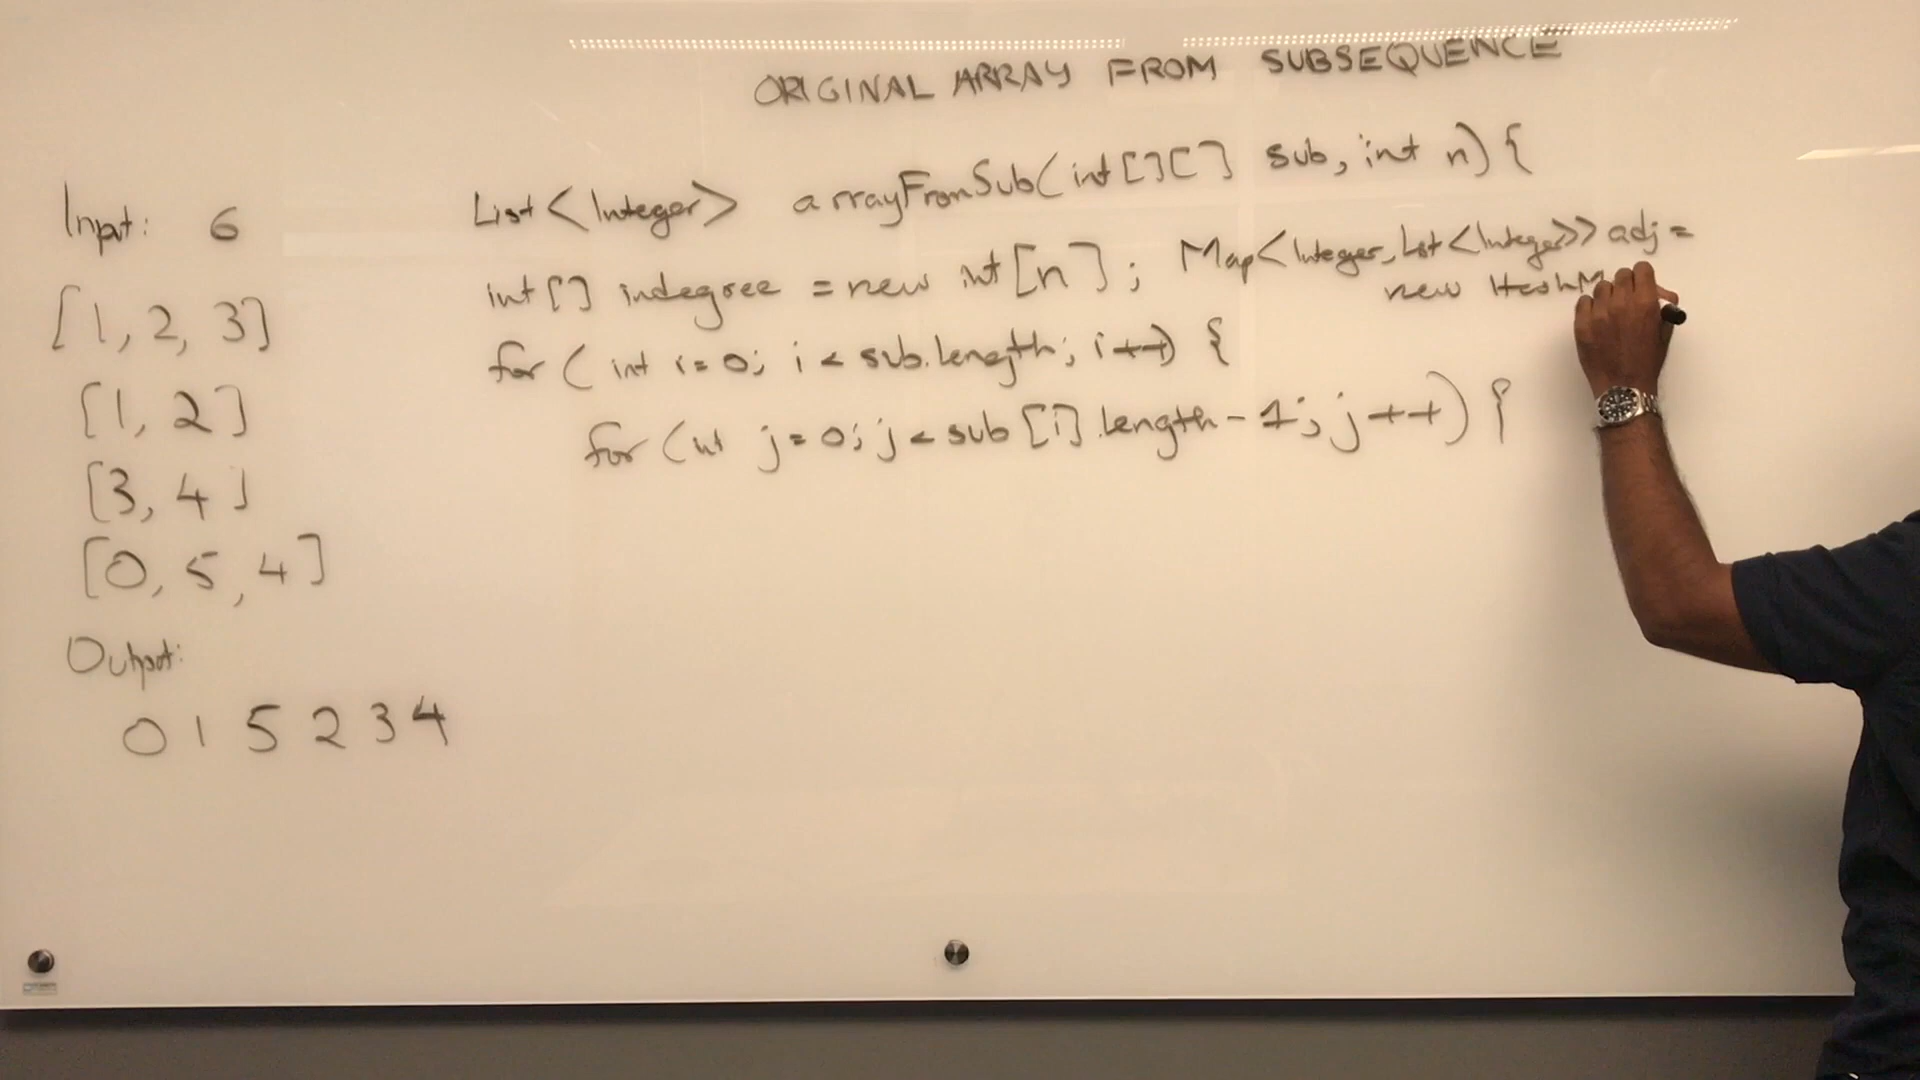 ORIGINAL ARRAY FROM SUBSEQUENCE
Input: 6
[1, 2, 3]
[1, 2]
[3, 4]
[0, 5, 4]
Output:
0 1 5 2 3 4
List<Integer> arrayFromSub(int[][] sub, int n) {
int[] indegree = new int[n]; Map<Integer, List<Integer>> adj =
new HashM
for (int i=0; i < sub.length; i++) {
for (int j=0; j < sub[i].length-1; j++) {